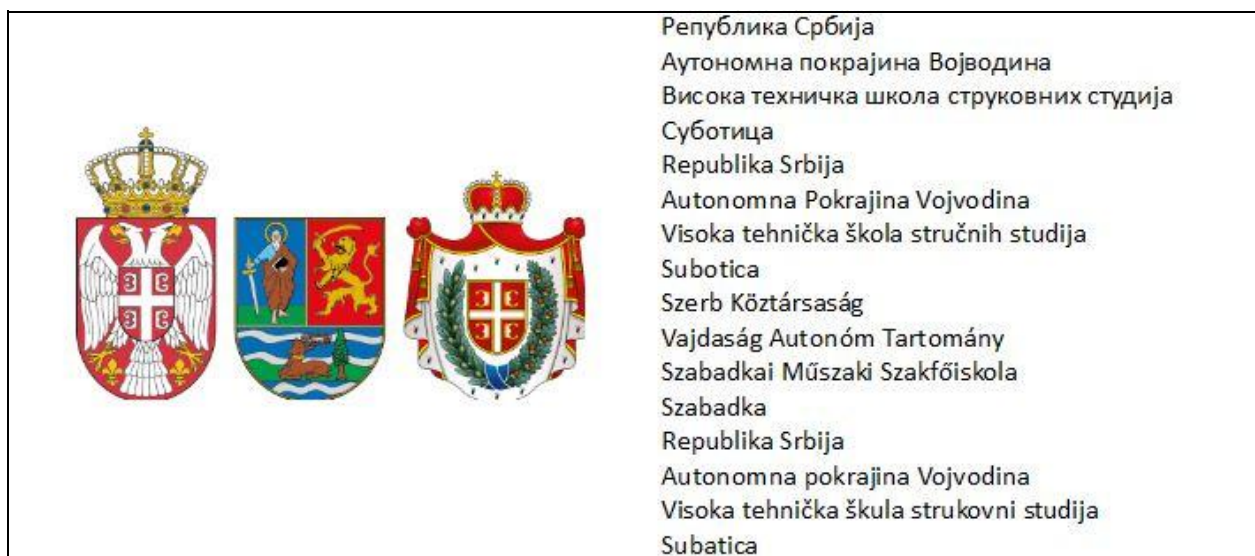 Република Србија
Аутономна покрајина Војводина
Висока техничка школа струковних студија
Суботица
Republika Srbija
Autonomna Pokrajina Vojvodina
Visoka tehnička škola stručnih studija
Subotica
Szerb Köztársaság
Vajdaság Autonóm Tartomány
Szabadkai Műszaki Szakfőiskola
Szabadka
Republika Srbija
Autonomna pokrajina Vojvodina
Visoka tehnička škula strukovni studija
Subatica